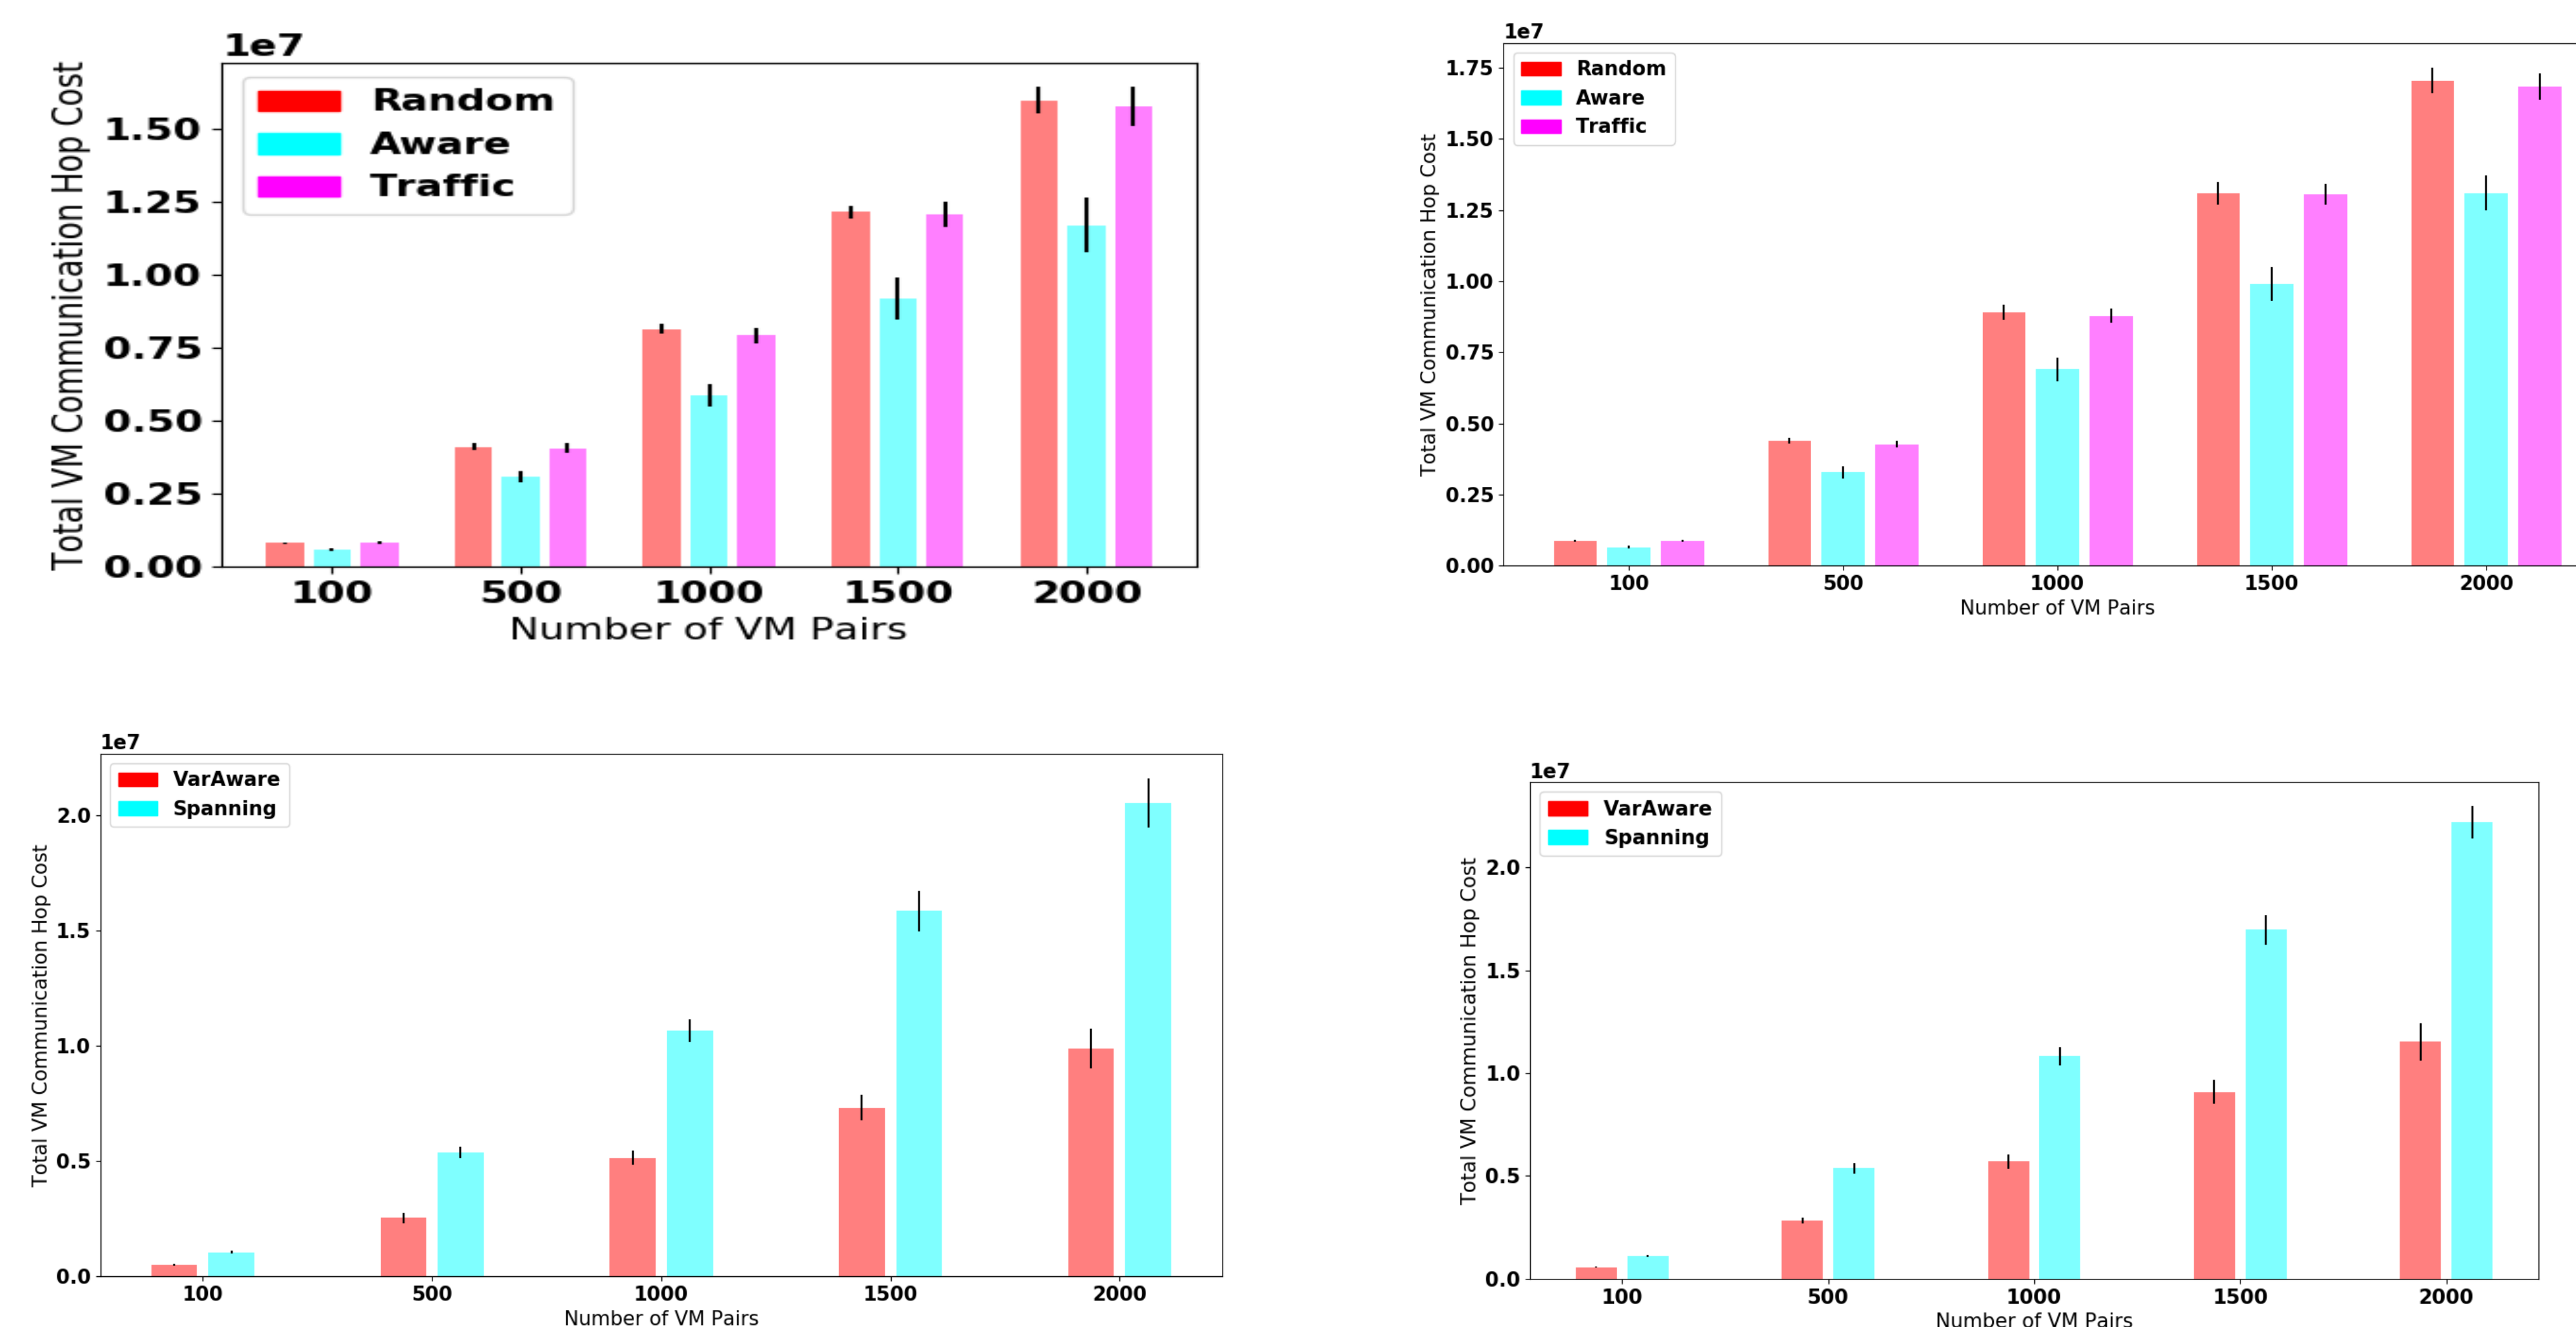 1e7
Random
Aware
Traffic
Total VM Communication Hop Cost
1.50
1.25
1.00
0.75
0.50
0.25
0.00
100 500 1000 1500 2000
Number of VM Pairs
1e7
Random
Aware
Traffic
Total VM Communication Hop Cost
1.75
1.50
1.25
1.00
0.75
0.50
0.25
0.00
100 500 1000 1500 2000
Number of VM Pairs
1e7
VarAware
Spanning
Total VM Communication Hop Cost
2.0
1.5
1.0
0.5
0.0
100 500 1000 1500 2000
Number of VM Pairs
1e7
VarAware
Spanning
Total VM Communication Hop Cost
2.0
1.5
1.0
0.5
0.0
100 500 1000 1500 2000
Number of VM Pairs